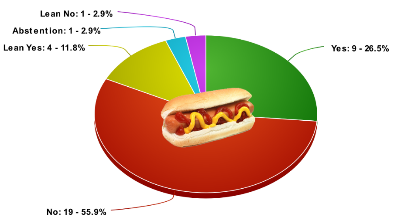 Lean No: 1 - 2.9%
Abstention: 1 - 2.9%
Lean Yes: 4 - 11.8%
Yes: 9 - 26.5%
No: 19 - 55.9%